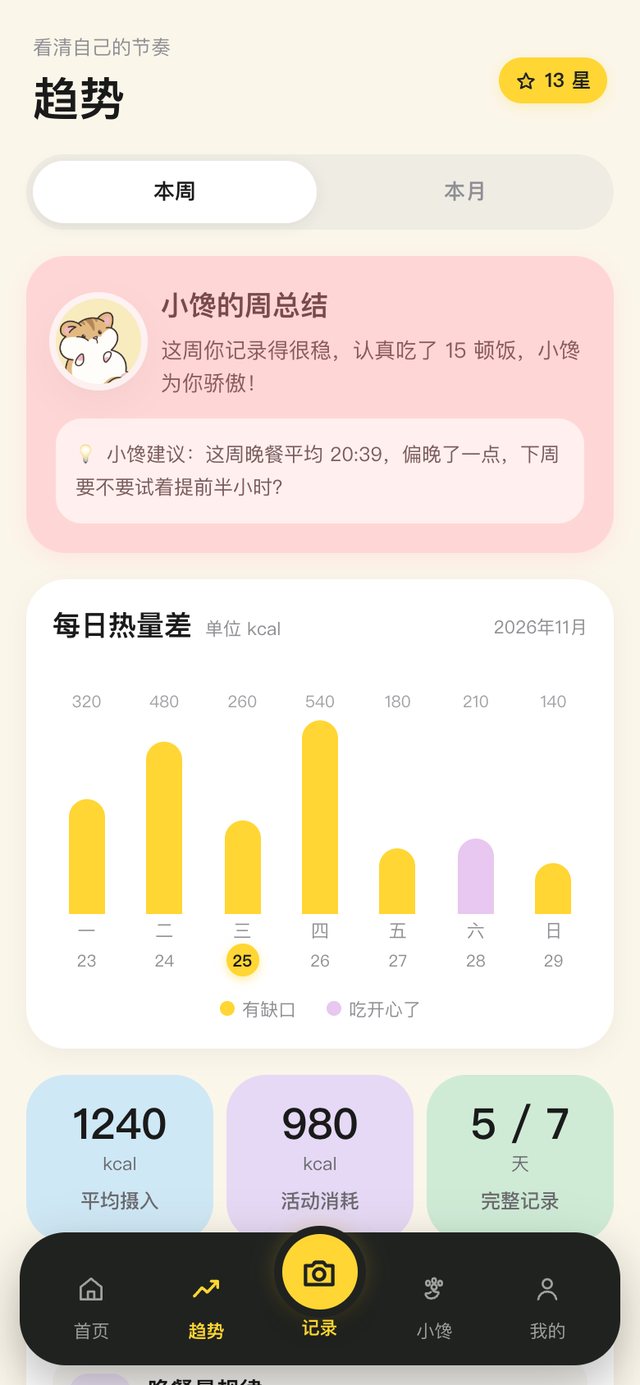 看清自己的节奏
趋势
13 星
本周
本月
小馋的周总结
这周你记录得很稳，认真吃了 15 顿饭，小馋
为你骄傲！
小馋建议：这周晚餐平均 20:39，偏晚了一点，下周
要不要试着提前半小时？
每日热量差 单位 kcal 2026年11月
320 480 260 540 180 210 140
一 二 三 四 五 六 日
23 24 25 26 27 28 29
有缺口 吃开心了
1240 980 5 / 7
kcal kcal 天
平均摄入 活动消耗 完整记录
首页 趋势 记录 小馋 我的